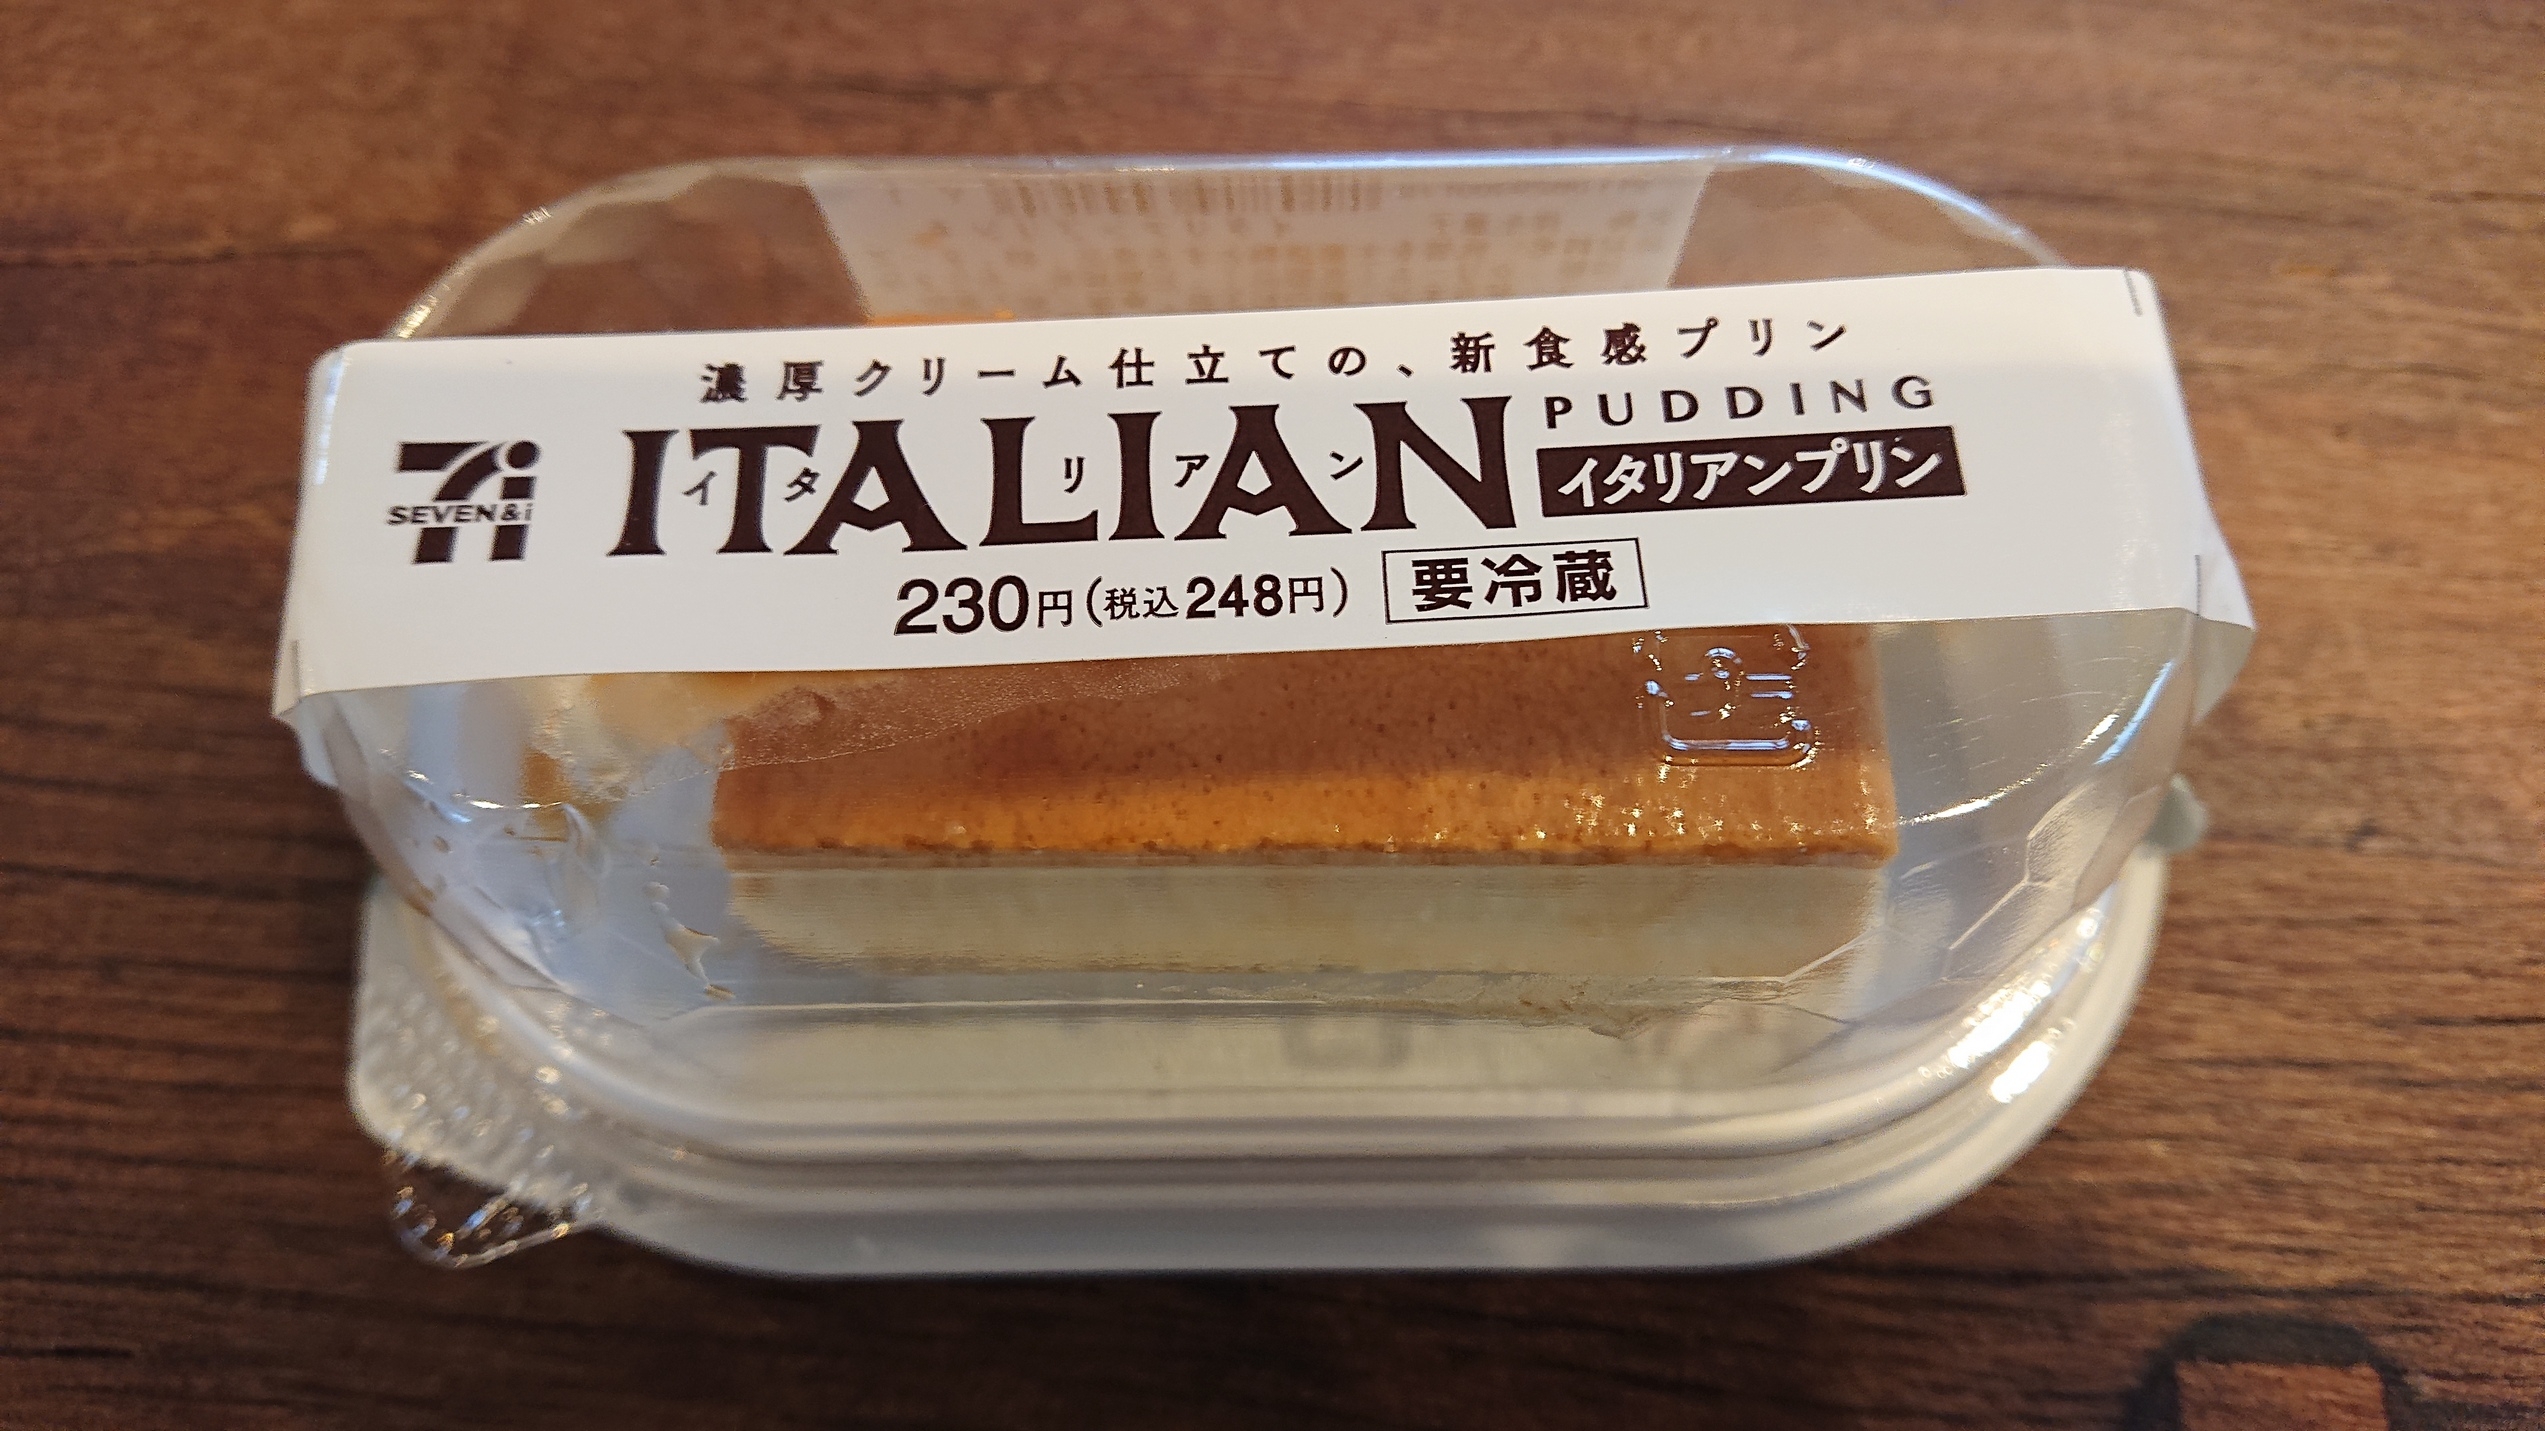 濃厚クリーム仕立ての、新食感プリン
ITALIAN PUDDING
イタリアン
イタリアンプリン
SEVEN&i
230円(税込248円) 要冷蔵